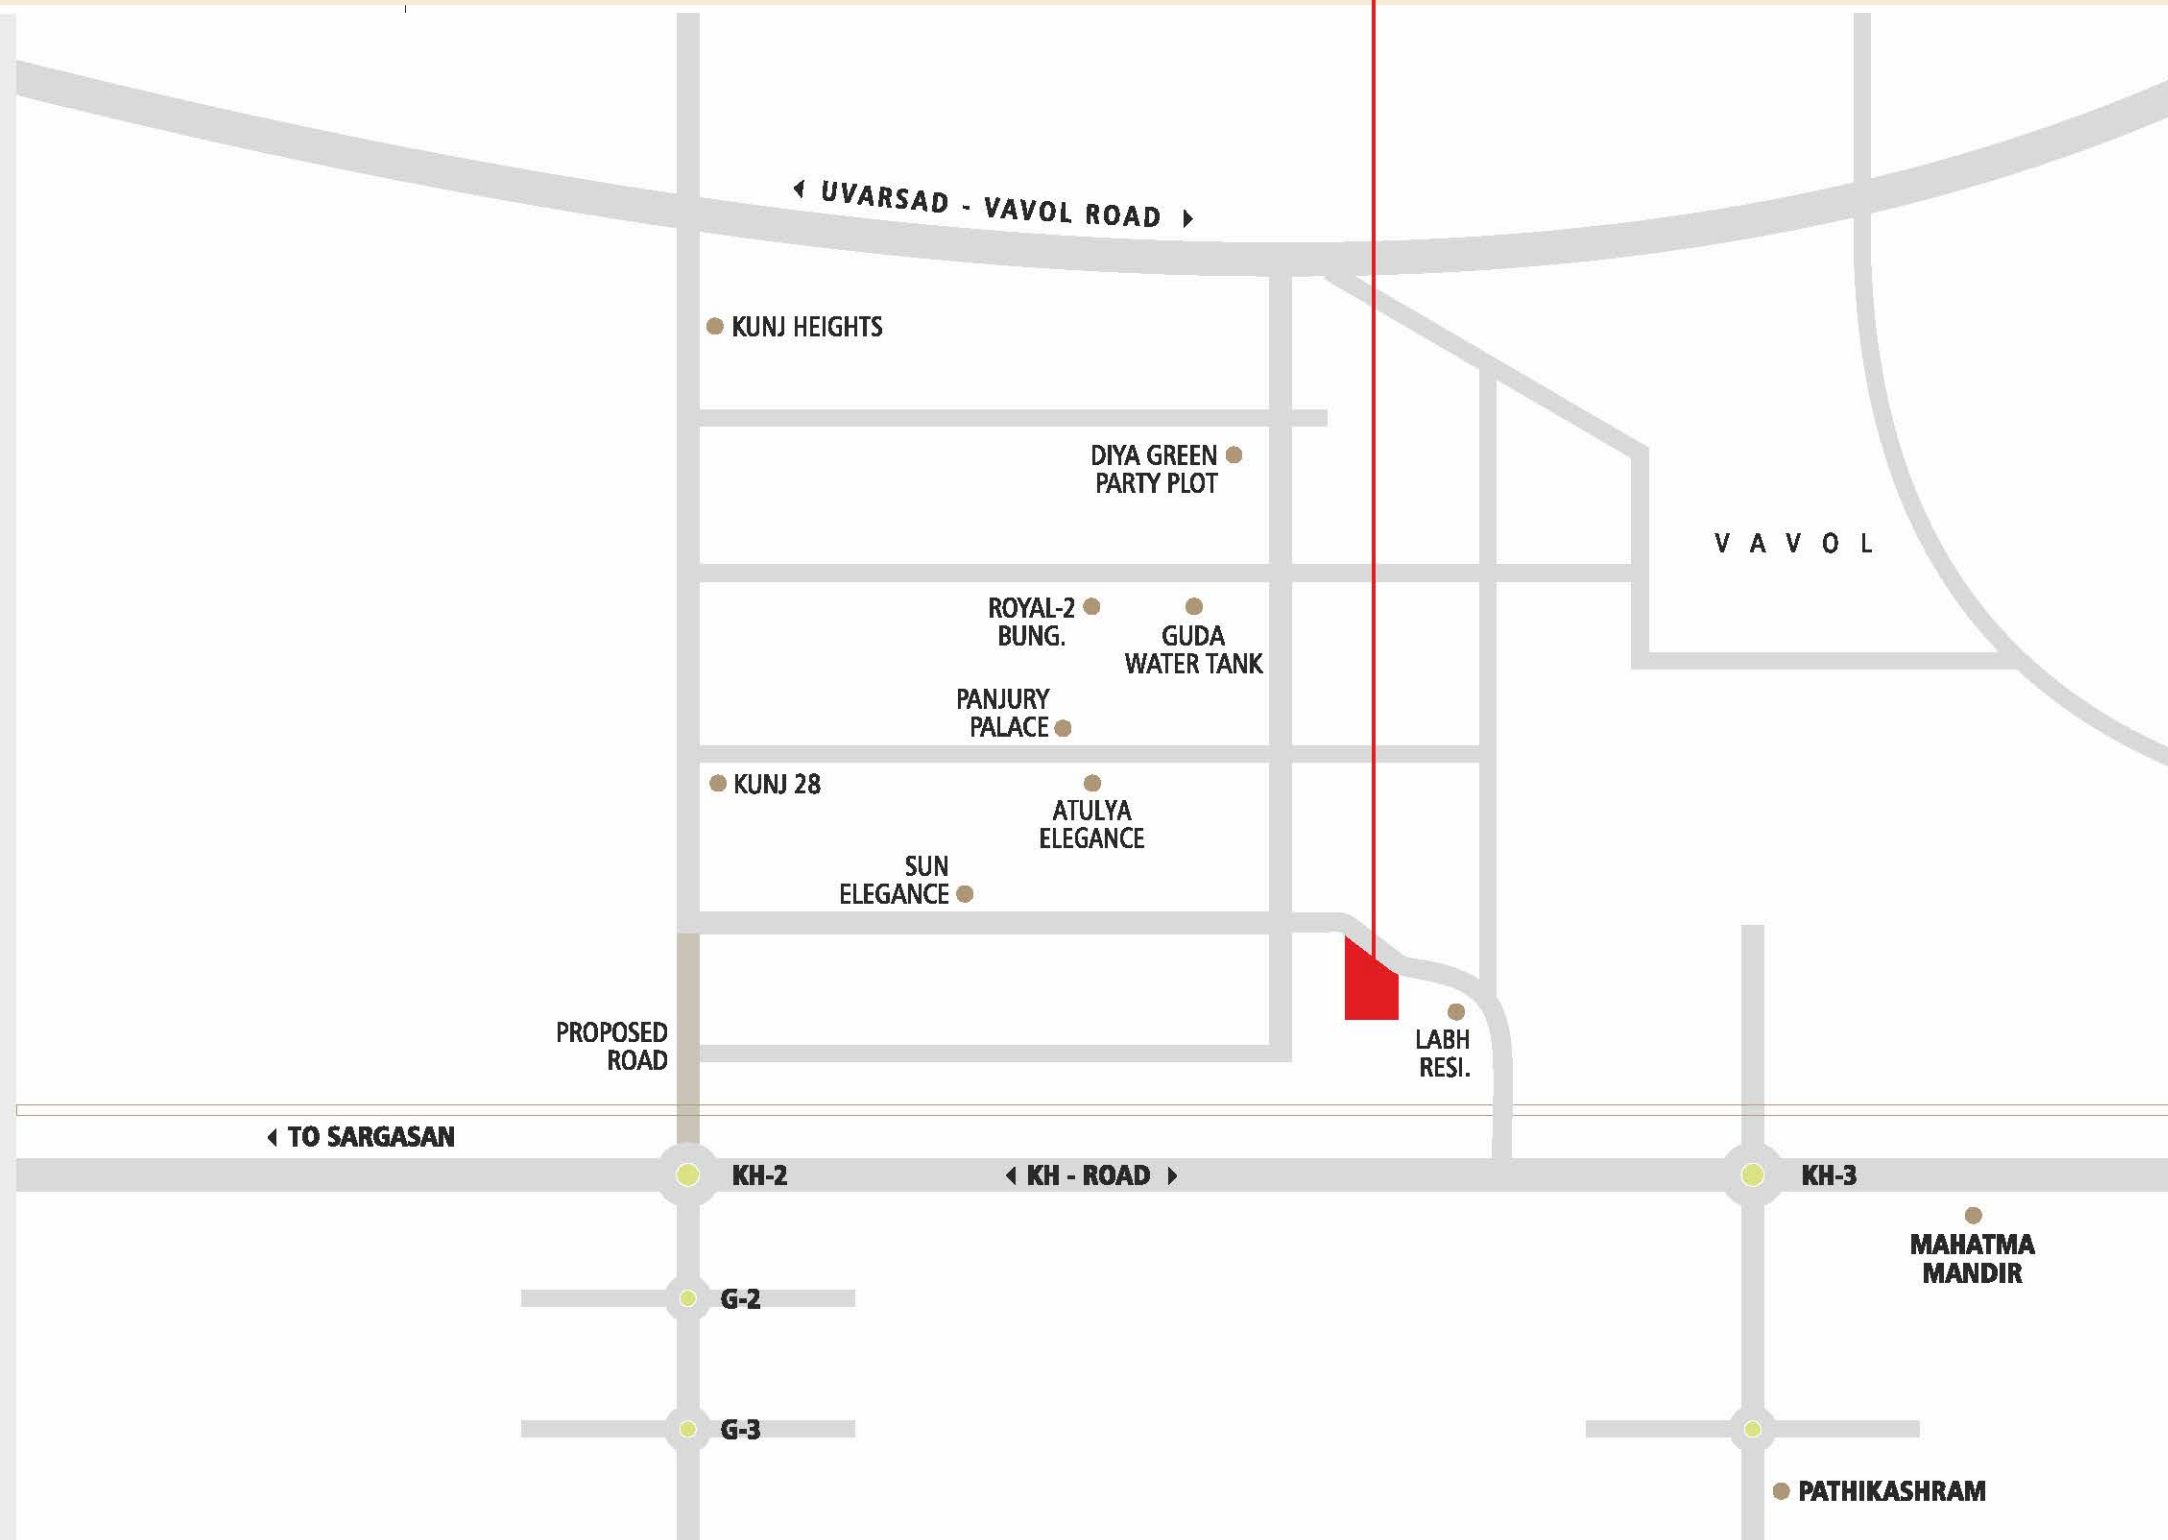 UVARSAD - VAVOL ROAD
KUNJ HEIGHTS
DIYA GREEN
PARTY PLOT
V A V O L
ROYAL-2
BUNG.
GUDA
WATER TANK
PANJURY
PALACE
KUNJ 28
ATULYA
ELEGANCE
SUN
ELEGANCE
PROPOSED
ROAD
LABH
RESI.
TO SARGASAN
KH-2
KH - ROAD
KH-3
MAHATMA
MANDIR
G-2
G-3
PATHIKASHRAM